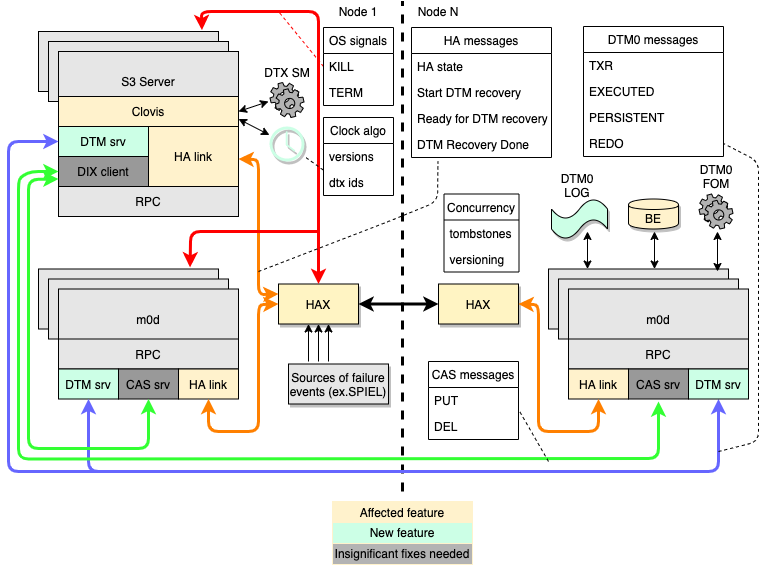 Node 1
Node N
OS signals
KILL
TERM
HA messages
HA state
Start DTM recovery
Ready for DTM recovery
DTM Recovery Done
DTM0 messages
TXR
EXECUTED
PERSISTENT
REDO
S3 Server
Clovis
DTM srv
DIX client
HA link
RPC
DTX SM
Clock algo
versions
dtx ids
Concurrency
tombstones
versioning
DTM0
LOG
BE
DTM0
FOM
m0d
RPC
DTM srv
CAS srv
HA link
HAX
HAX
Sources of failure
events (ex.SPIEL)
CAS messages
PUT
DEL
m0d
RPC
HA link
CAS srv
DTM srv
Affected feature
New feature
Insignificant fixes needed